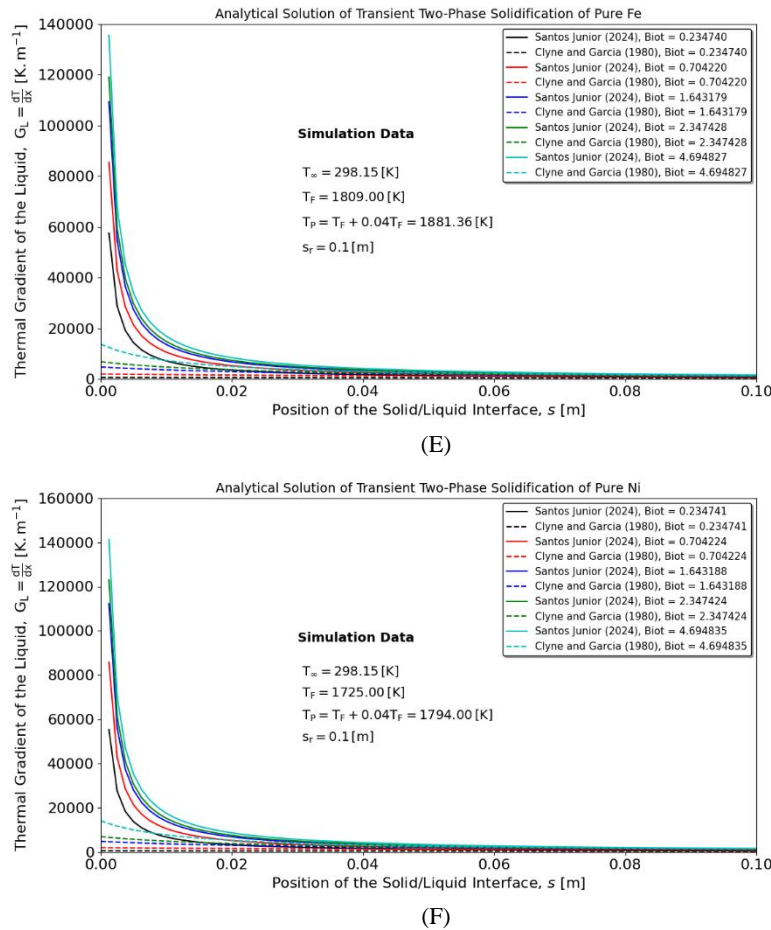 Analytical Solution of Transient Two-Phase Solidification of Pure Fe
140000
120000
100000
80000
60000
40000
20000
0
Thermal Gradient of the Liquid, G_L = dT/dx [K.m⁻¹]
Santos Junior (2024), Biot = 0.234740
Clyne and Garcia (1980), Biot = 0.234740
Santos Junior (2024), Biot = 0.704220
Clyne and Garcia (1980), Biot = 0.704220
Santos Junior (2024), Biot = 1.643179
Clyne and Garcia (1980), Biot = 1.643179
Santos Junior (2024), Biot = 2.347428
Clyne and Garcia (1980), Biot = 2.347428
Santos Junior (2024), Biot = 4.694827
Clyne and Garcia (1980), Biot = 4.694827
Simulation Data
T∞ = 298.15 [K]
T_F = 1809.00 [K]
T_P = T_F + 0.04T_F = 1881.36 [K]
s_r = 0.1 [m]
0.00 0.02 0.04 0.06 0.08 0.10
Position of the Solid/Liquid Interface, s [m]
(E)
Analytical Solution of Transient Two-Phase Solidification of Pure Ni
160000
140000
120000
100000
80000
60000
40000
20000
0
Thermal Gradient of the Liquid, G_L = dT/dx [K.m⁻¹]
Santos Junior (2024), Biot = 0.234741
Clyne and Garcia (1980), Biot = 0.234741
Santos Junior (2024), Biot = 0.704224
Clyne and Garcia (1980), Biot = 0.704224
Santos Junior (2024), Biot = 1.643188
Clyne and Garcia (1980), Biot = 1.643188
Santos Junior (2024), Biot = 2.347424
Clyne and Garcia (1980), Biot = 2.347424
Santos Junior (2024), Biot = 4.694835
Clyne and Garcia (1980), Biot = 4.694835
Simulation Data
T∞ = 298.15 [K]
T_F = 1725.00 [K]
T_P = T_F + 0.04T_F = 1794.00 [K]
s_r = 0.1 [m]
0.00 0.02 0.04 0.06 0.08 0.10
Position of the Solid/Liquid Interface, s [m]
(F)